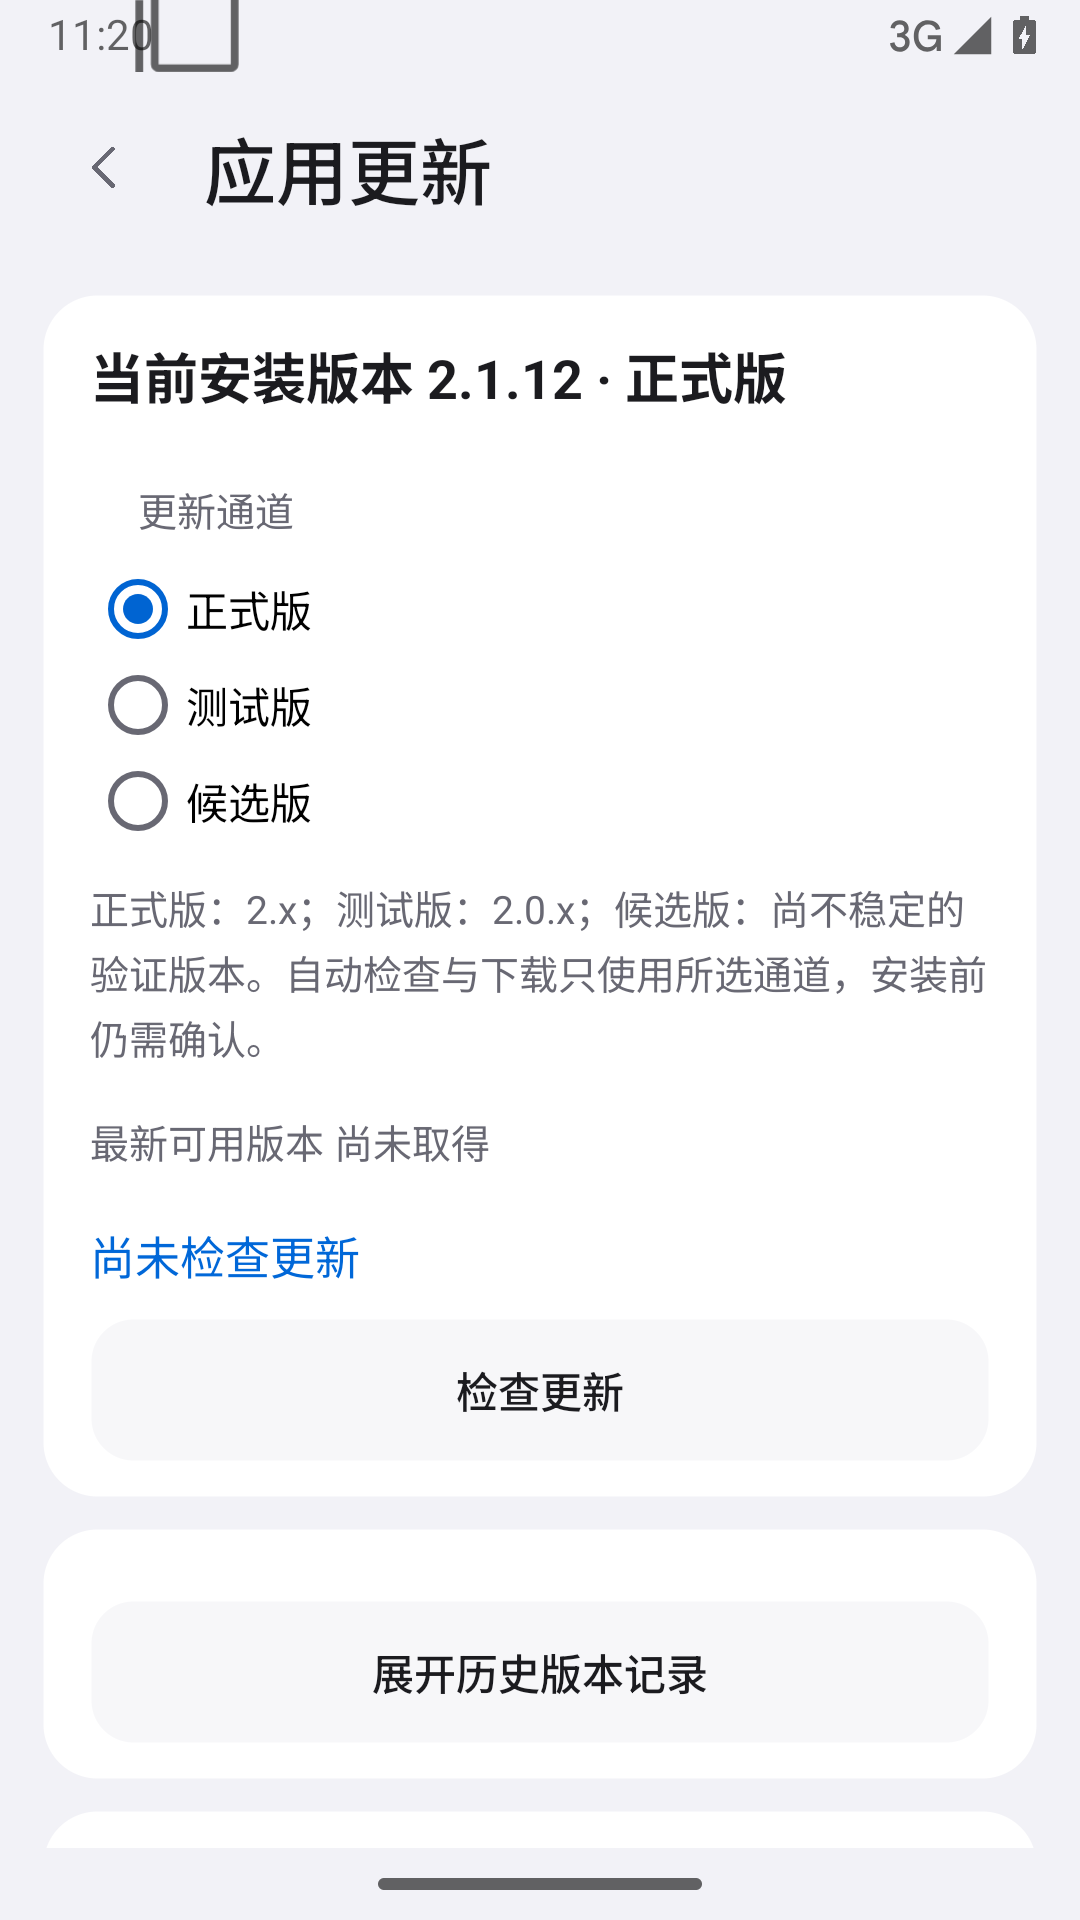 11:20
3G
应用更新
当前安装版本 2.1.12 · 正式版
更新通道
正式版
测试版
候选版
正式版：2.x；测试版：2.0.x；候选版：尚不稳定的
验证版本。自动检查与下载只使用所选通道，安装前
仍需确认。
最新可用版本 尚未取得
尚未检查更新
检查更新
展开历史版本记录